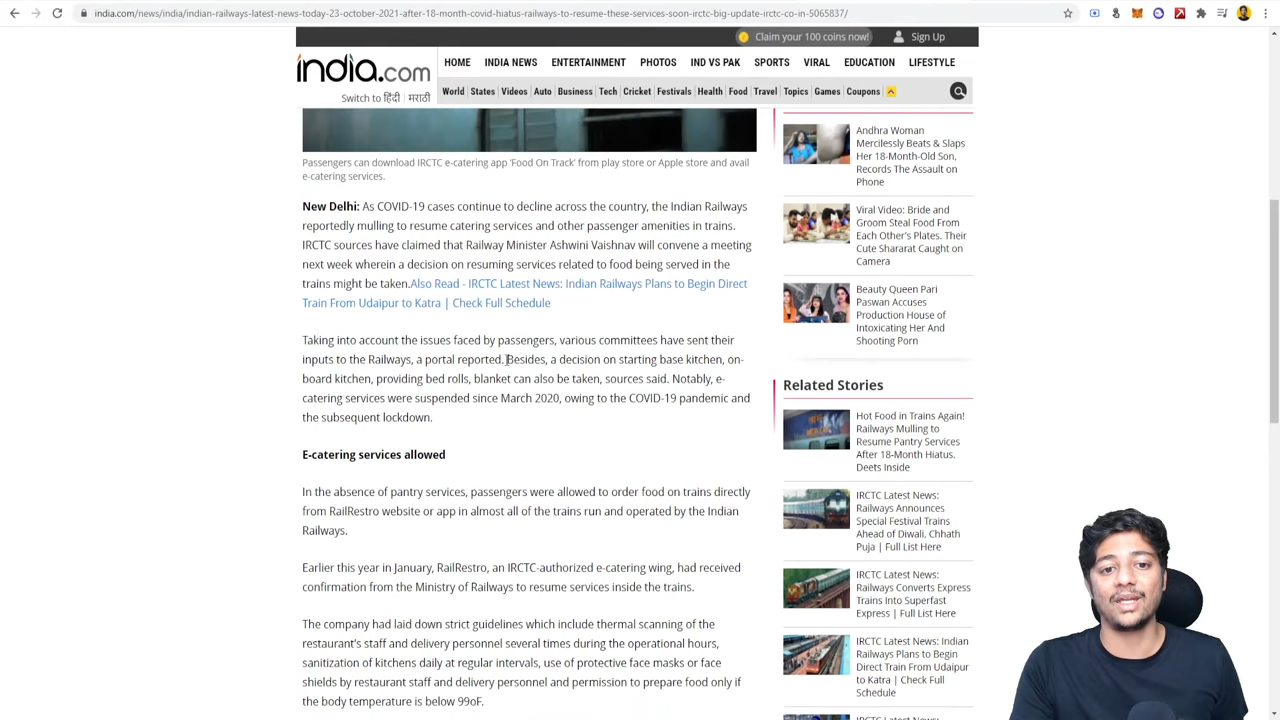 india.com/news/india/indian-railways-latest-news-today-23-october-2021-after-18-month-covid-hiatus-railways-to-resume-these-services-soon-irctc-big-update-irctc-co-in-5065837/
Claim your 100 coins now!
Sign Up
india.com
HOME INDIA NEWS ENTERTAINMENT PHOTOS IND VS PAK SPORTS VIRAL EDUCATION LIFESTYLE
Switch to हिंदी | मराठी
World States Videos Auto Business Tech Cricket Festivals Health Food Travel Topics Games Coupons
Passengers can download IRCTC e-catering app 'Food On Track' from play store or Apple store and avail
e-catering services.
New Delhi: As COVID-19 cases continue to decline across the country, the Indian Railways
reportedly mulling to resume catering services and other passenger amenities in trains.
IRCTC sources have claimed that Railway Minister Ashwini Vaishnav will convene a meeting
next week wherein a decision on resuming services related to food being served in the
trains might be taken.Also Read - IRCTC Latest News: Indian Railways Plans to Begin Direct
Train From Udaipur to Katra | Check Full Schedule
Taking into account the issues faced by passengers, various committees have sent their
inputs to the Railways, a portal reported. Besides, a decision on starting base kitchen, on-
board kitchen, providing bed rolls, blanket can also be taken, sources said. Notably, e-
catering services were suspended since March 2020, owing to the COVID-19 pandemic and
the subsequent lockdown.
E-catering services allowed
In the absence of pantry services, passengers were allowed to order food on trains directly
from RailRestro website or app in almost all of the trains run and operated by the Indian
Railways.
Earlier this year in January, RailRestro, an IRCTC-authorized e-catering wing, had received
confirmation from the Ministry of Railways to resume services inside the trains.
The company had laid down strict guidelines which include thermal scanning of the
restaurant's staff and delivery personnel several times during the operational hours,
sanitization of kitchens daily at regular intervals, use of protective face masks or face
shields by restaurant staff and delivery personnel and permission to prepare food only if
the body temperature is below 99oF.
Andhra Woman
Mercilessly Beats & Slaps
Her 18-Month-Old Son,
Records The Assault on
Phone
Viral Video: Bride and
Groom Steal Food From
Each Other's Plates. Their
Cute Shararat Caught on
Camera
Beauty Queen Pari
Paswan Accuses
Production House of
Intoxicating Her And
Shooting Porn
Related Stories
Hot Food in Trains Again!
Railways Mulling to
Resume Pantry Services
After 18-Month Hiatus.
Deets Inside
IRCTC Latest News:
Railways Announces
Special Festival Trains
Ahead of Diwali, Chhath
Puja | Full List Here
IRCTC Latest News:
Railways Converts Express
Trains Into Superfast
Express | Full List Here
IRCTC Latest News: Indian
Railways Plans to Begin
Direct Train From Udaipur
to Katra | Check Full
Schedule